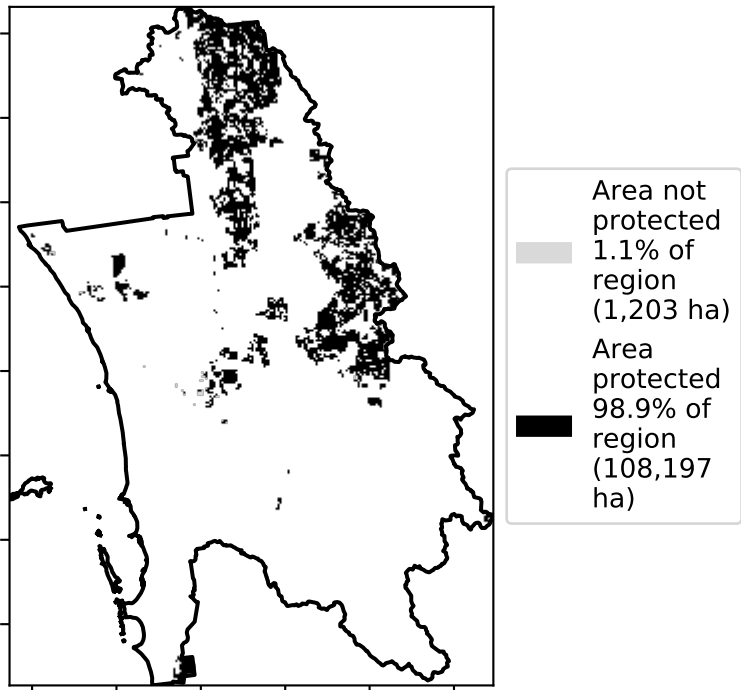 Area not
protected
1.1% of
region
(1,203 ha)
Area
protected
98.9% of
region
(108,197
ha)